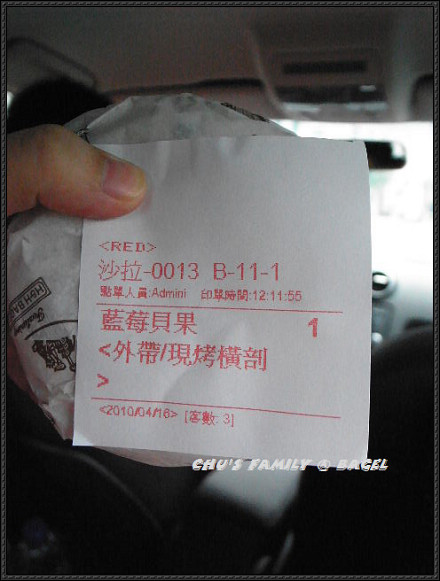 <RED>
沙拉-0013 B-11-1
點單人員:Admini 印單時間:12:11:55
藍莓貝果 1
<外帶/現烤橫剖
>
<2010/04/16> [客數: 3]
CHU'S FAMILY @ BAGEL